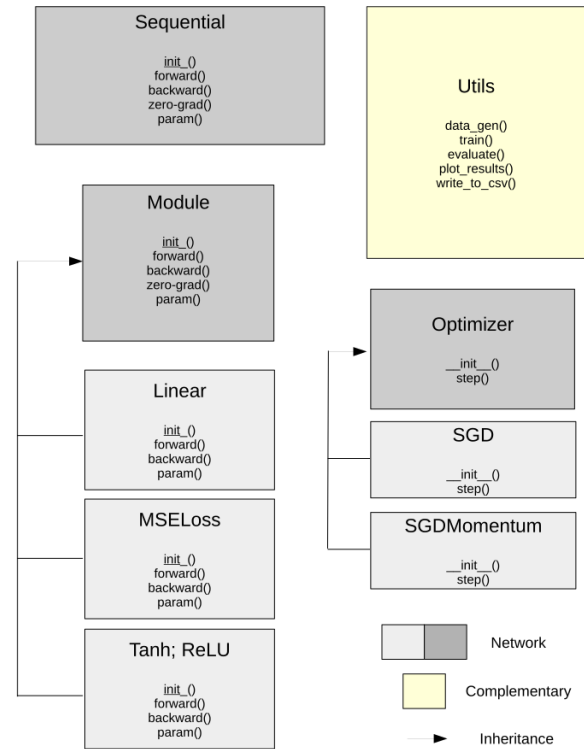 Sequential
init_()
forward()
backward()
zero-grad()
param()
Utils
data_gen()
train()
evaluate()
plot_results()
write_to_csv()
Module
init_()
forward()
backward()
zero-grad()
param()
Optimizer
__init__()
step()
Linear
init_()
forward()
backward()
param()
SGD
__init__()
step()
MSELoss
init_()
forward()
backward()
param()
SGDMomentum
__init__()
step()
Tanh; ReLU
init_()
forward()
backward()
param()
Network
Complementary
Inheritance